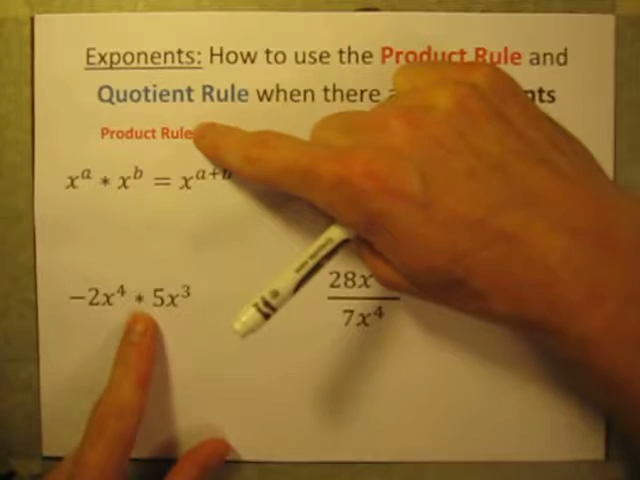 Exponents: How to use the Product Rule and
Quotient Rule when there
Product Rule
x^a * x^b = x^{a+b}
−2x^4 * 5x^3
28x
7x^4